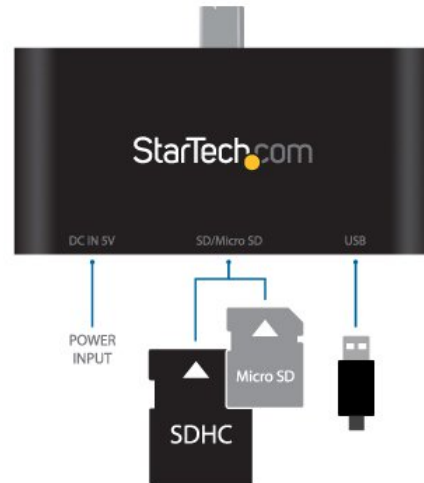 StarTech.com
DC IN 5V SD/Micro SD USB
POWER
INPUT
Micro SD
SDHC